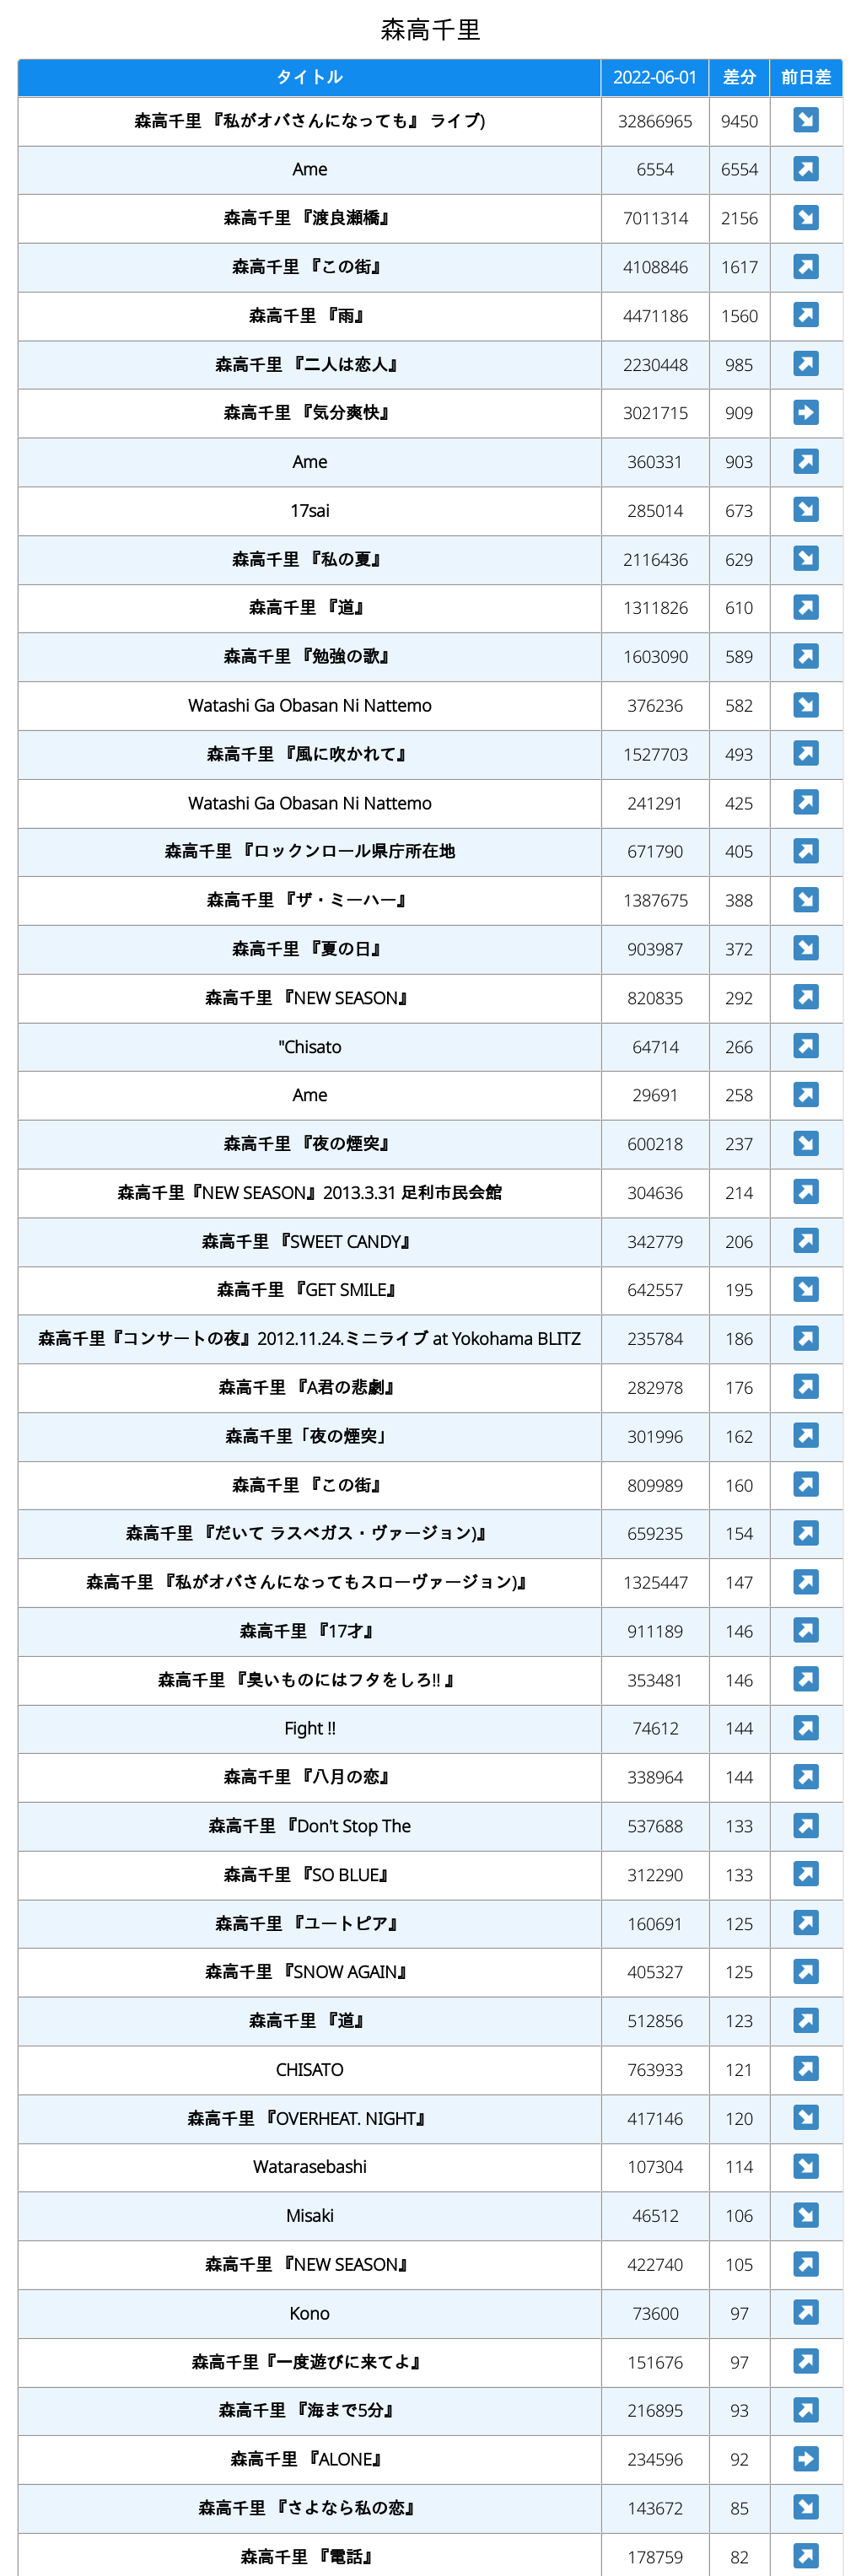 森高千里
タイトル 2022-06-01 差分 前日差
森高千里 『私がオバさんになっても』 ライブ) 32866965 9450
Ame 6554 6554
森高千里 『渡良瀬橋』 7011314 2156
森高千里 『この街』 4108846 1617
森高千里 『雨』 4471186 1560
森高千里 『二人は恋人』 2230448 985
森高千里 『気分爽快』 3021715 909
Ame 360331 903
17sai 285014 673
森高千里 『私の夏』 2116436 629
森高千里 『道』 1311826 610
森高千里 『勉強の歌』 1603090 589
Watashi Ga Obasan Ni Nattemo 376236 582
森高千里 『風に吹かれて』 1527703 493
Watashi Ga Obasan Ni Nattemo 241291 425
森高千里 『ロックンロール県庁所在地 671790 405
森高千里 『ザ・ミーハー』 1387675 388
森高千里 『夏の日』 903987 372
森高千里 『NEW SEASON』 820835 292
"Chisato 64714 266
Ame 29691 258
森高千里 『夜の煙突』 600218 237
森高千里『NEW SEASON』2013.3.31 足利市民会館 304636 214
森高千里 『SWEET CANDY』 342779 206
森高千里 『GET SMILE』 642557 195
森高千里『コンサートの夜』2012.11.24.ミニライブ at Yokohama BLITZ 235784 186
森高千里 『A君の悲劇』 282978 176
森高千里「夜の煙突」 301996 162
森高千里 『この街』 809989 160
森高千里 『だいて ラスベガス・ヴァージョン)』 659235 154
森高千里 『私がオバさんになってもスローヴァージョン)』 1325447 147
森高千里 『17才』 911189 146
森高千里 『臭いものにはフタをしろ!! 』 353481 146
Fight !! 74612 144
森高千里 『八月の恋』 338964 144
森高千里 『Don't Stop The 537688 133
森高千里 『SO BLUE』 312290 133
森高千里 『ユートピア』 160691 125
森高千里 『SNOW AGAIN』 405327 125
森高千里 『道』 512856 123
CHISATO 763933 121
森高千里 『OVERHEAT. NIGHT』 417146 120
Watarasebashi 107304 114
Misaki 46512 106
森高千里 『NEW SEASON』 422740 105
Kono 73600 97
森高千里『一度遊びに来てよ』 151676 97
森高千里 『海まで5分』 216895 93
森高千里 『ALONE』 234596 92
森高千里 『さよなら私の恋』 143672 85
森高千里 『電話』 178759 82